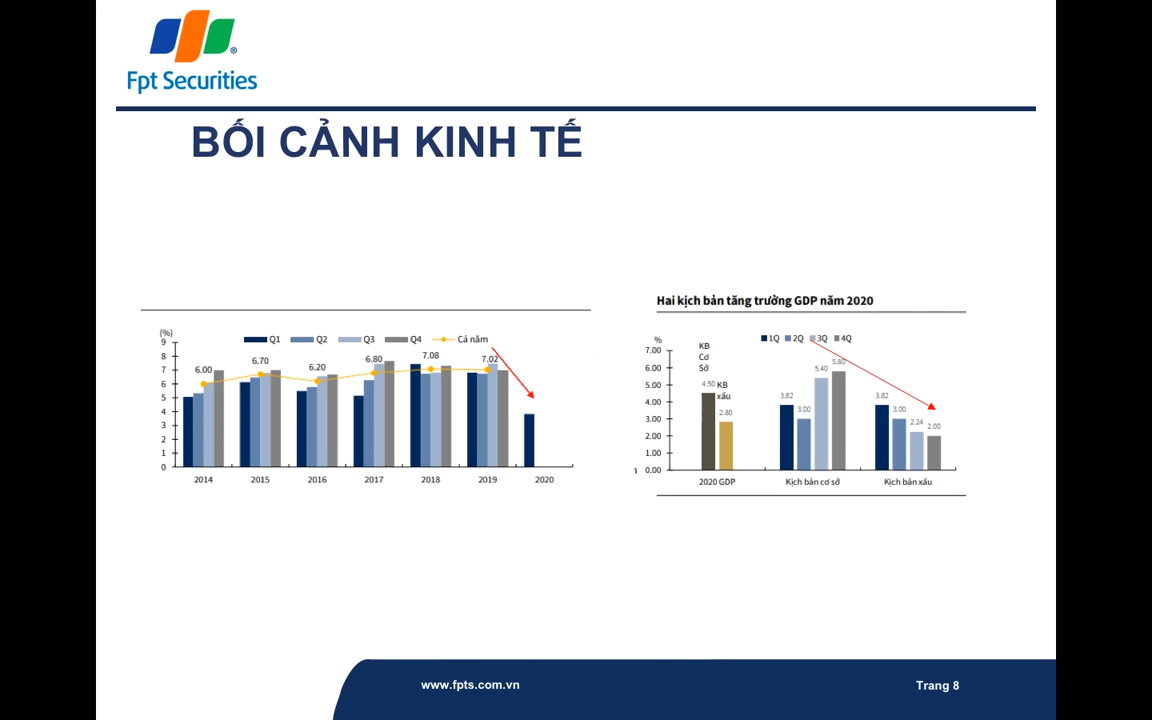 Fpt Securities
BỐI CẢNH KINH TẾ
(%)
Q1 Q2 Q3 Q4 Cả năm
9
8
7
6
5
4
3
2
1
0
6.00 6.70 6.20 6.80 7.08 7.02
2014 2015 2016 2017 2018 2019 2020
Hai kịch bản tăng trưởng GDP năm 2020
%
1Q 2Q 3Q 4Q
7.00
6.00
5.00
4.00
3.00
2.00
1.00
0.00
KB
Cơ
Sở
4.50
KB
xấu
2.80
3.82 3.00 5.40 5.80
3.82 3.00 2.24 2.00
2020 GDP Kịch bản cơ sở Kịch bản xấu
www.fpts.com.vn
Trang 8